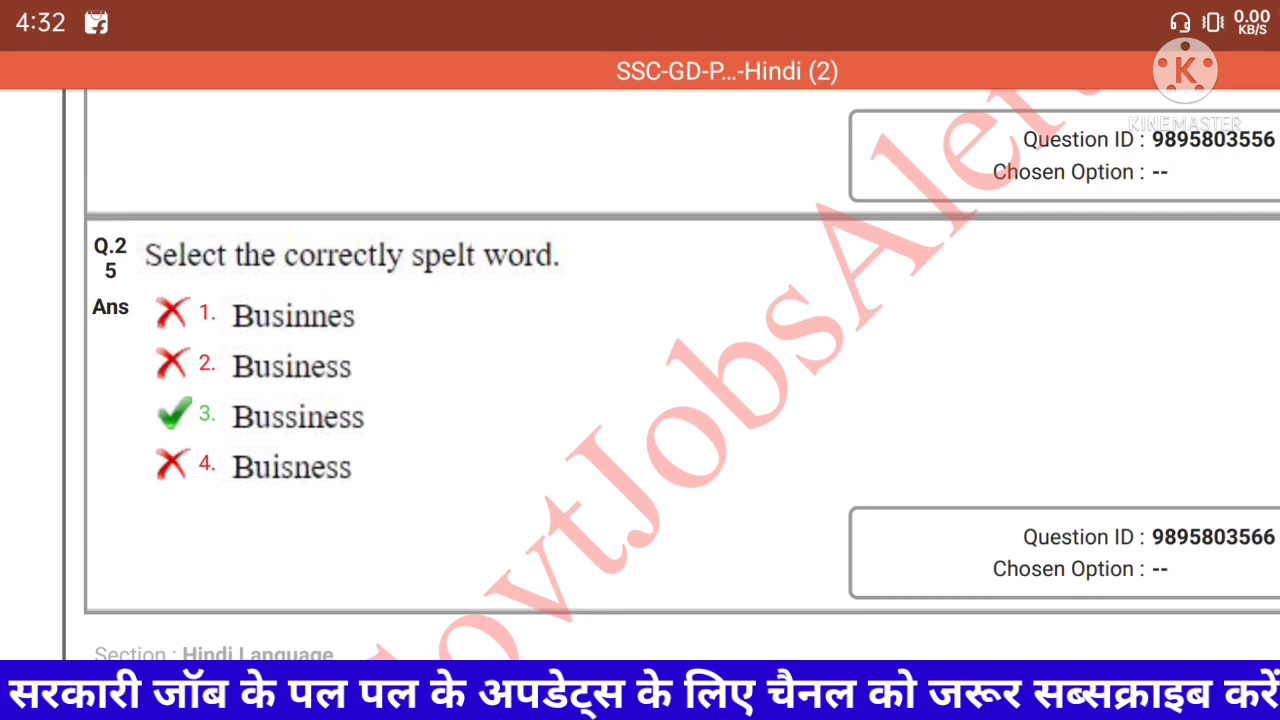 4:32
0.00
KB/S
SSC-GD-P...-Hindi (2)
K
KINEMASTER
Question ID : 9895803556
Chosen Option : --
Q.2
5
Select the correctly spelt word.
Ans
1. Businnes
2. Business
3. Bussiness
4. Buisness
ovtJobsAler
Question ID : 9895803566
Chosen Option : --
Section : Hindi Language
सरकारी जॉब के पल पल के अपडेट्स के लिए चैनल को जरूर सब्सक्राइब करें